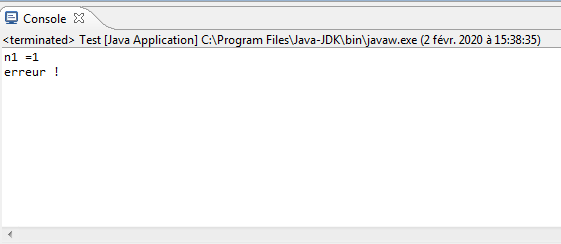 Console
<terminated> Test [Java Application] C:\Program Files\Java-JDK\bin\javaw.exe (2 févr. 2020 à 15:38:35)
n1 =1
erreur !